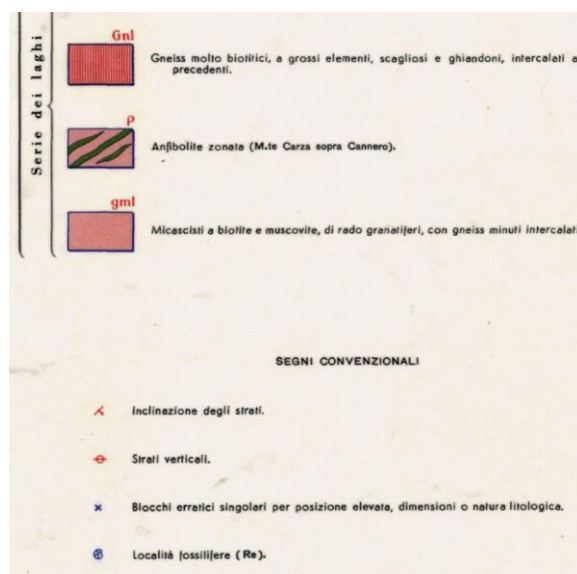 Serie dei laghi
Gnl
Gneiss molto biotitici, a grossi elementi, scagliosi e ghiandoni, intercalati a
precedenti.
ρ
Anfibolite zonata (M.te Carza sopra Cannero).
gml
Micascisti a biotite e muscovite, di rado granatiferi, con gneiss minuti intercalati
SEGNI CONVENZIONALI
Inclinazione degli strati.
Strati verticali.
Blocchi erratici singolari per posizione elevata, dimensioni o natura litologica.
Località fossilifere (Re).